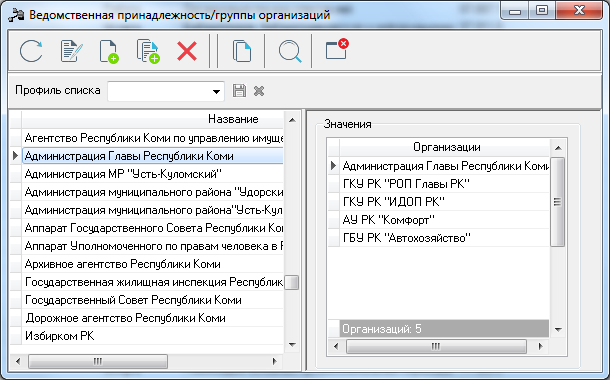 Ведомственная принадлежность/группы организаций
Профиль списка
Название
Агентство Республики Коми по управлению имуще
Администрация Главы Республики Коми
Администрация МР "Усть-Куломский"
Администрация муниципального района "Удорски
Администрация муниципального района"Усть-Кул
Аппарат Государственного Совета Республики Ко
Аппарат Уполномоченного по правам человека в Р
Архивное агентство Республики Коми
Государственная жилищная инспекция Республик
Государственный Совет Республики Коми
Дорожное агентство Республики Коми
Избирком РК
Значения
Организации
Администрация Главы Республики Коми
ГКУ РК "РОП Главы РК"
ГКУ РК "ИДОП РК"
АУ РК "Комфорт"
ГБУ РК "Автохозяйство"
Организаций: 5